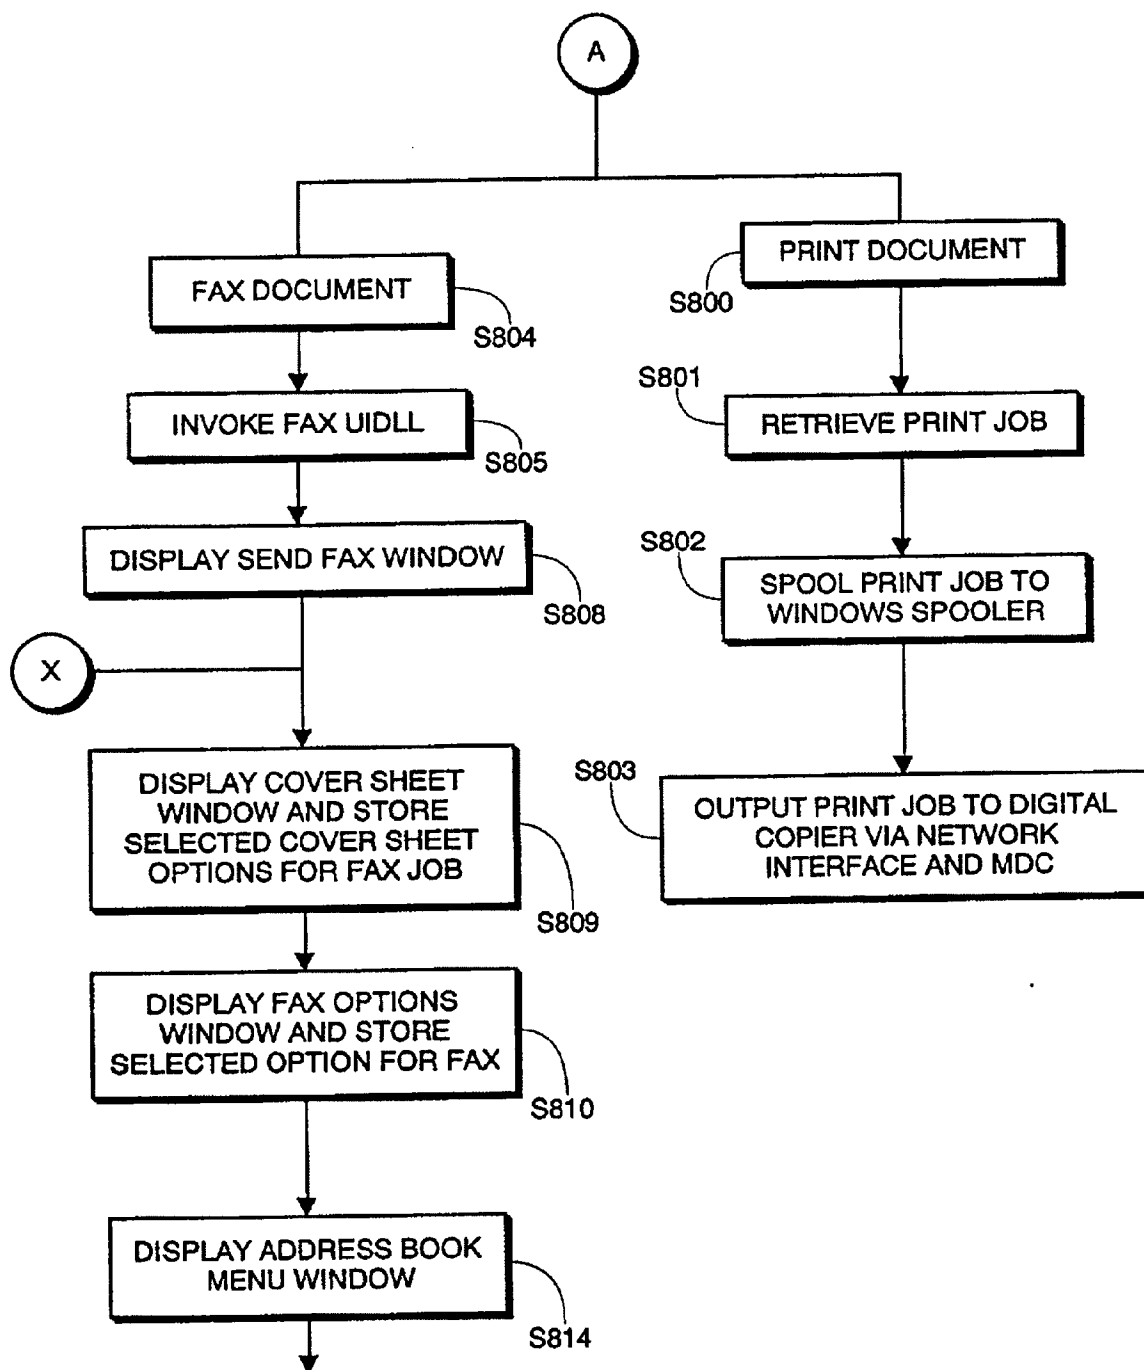 A
FAX DOCUMENT
S804
INVOKE FAX UIDLL
S805
DISPLAY SEND FAX WINDOW
S808
X
DISPLAY COVER SHEET
WINDOW AND STORE
SELECTED COVER SHEET
OPTIONS FOR FAX JOB
S809
DISPLAY FAX OPTIONS
WINDOW AND STORE
SELECTED OPTION FOR FAX
S810
DISPLAY ADDRESS BOOK
MENU WINDOW
S814
PRINT DOCUMENT
S800
S801
RETRIEVE PRINT JOB
S802
SPOOL PRINT JOB TO
WINDOWS SPOOLER
S803
OUTPUT PRINT JOB TO DIGITAL
COPIER VIA NETWORK
INTERFACE AND MDC